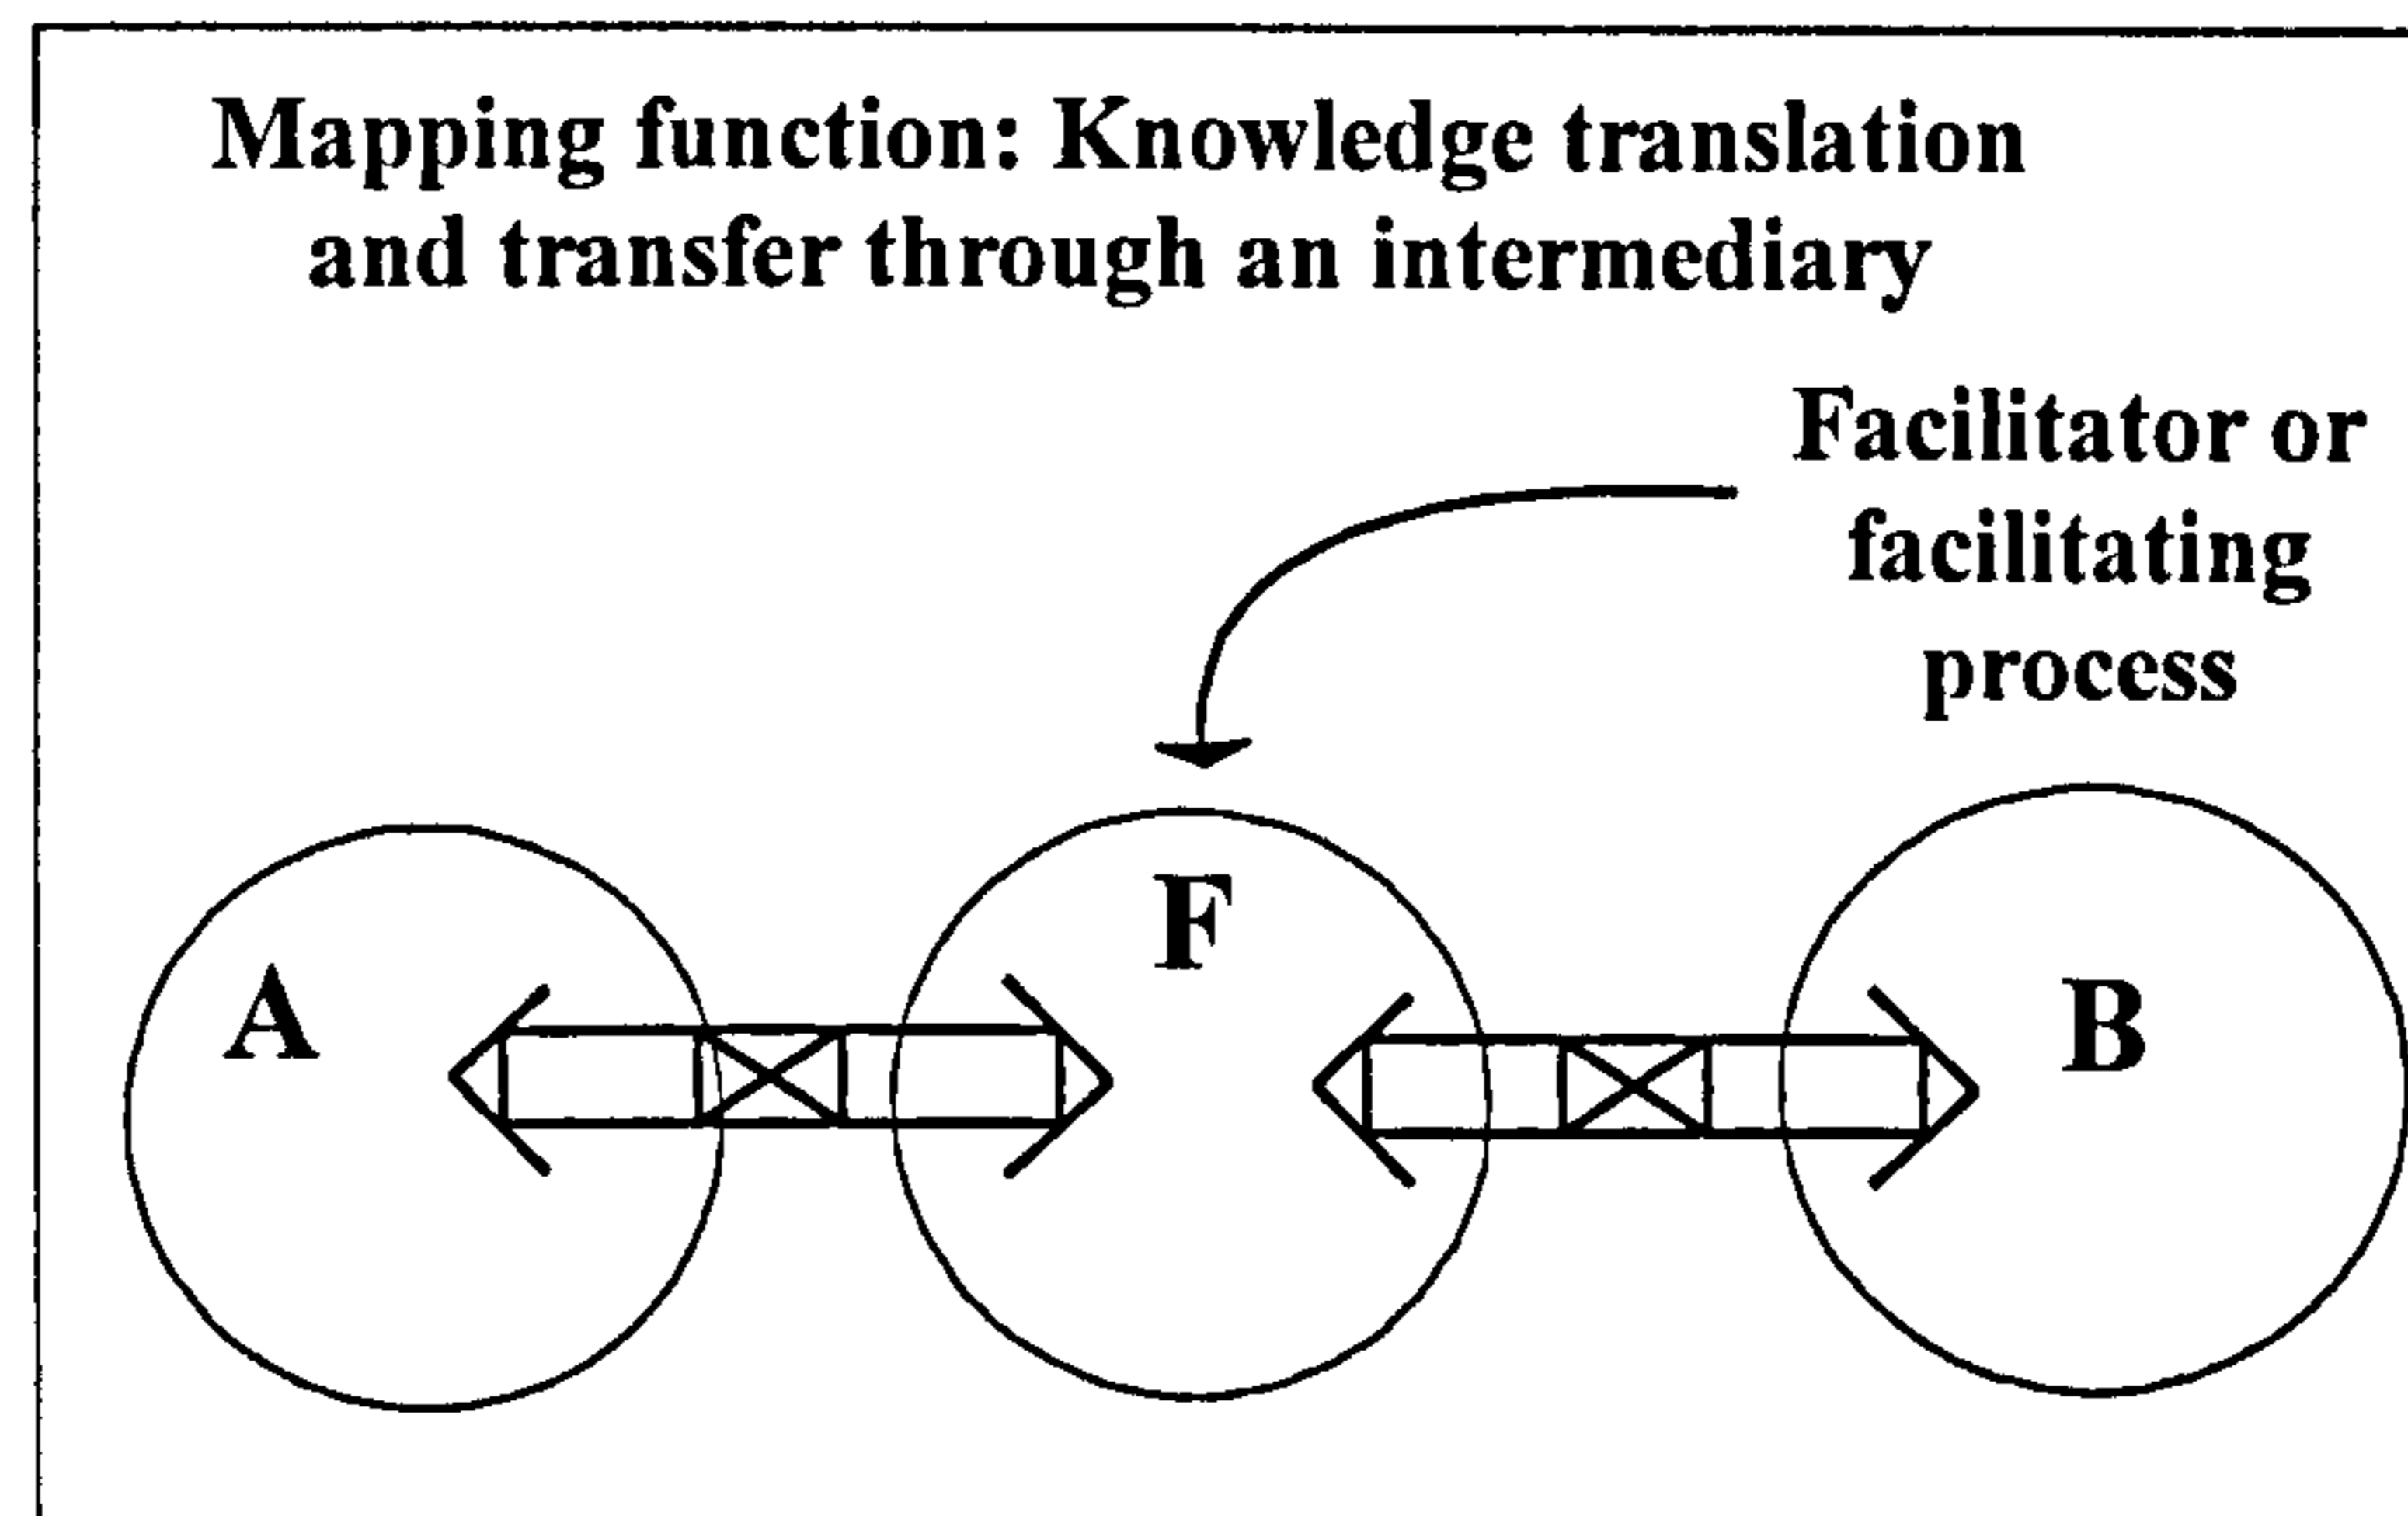 Mapping function: Knowledge translation
and transfer through an intermediary
Facilitator or
facilitating
process
F
A
B